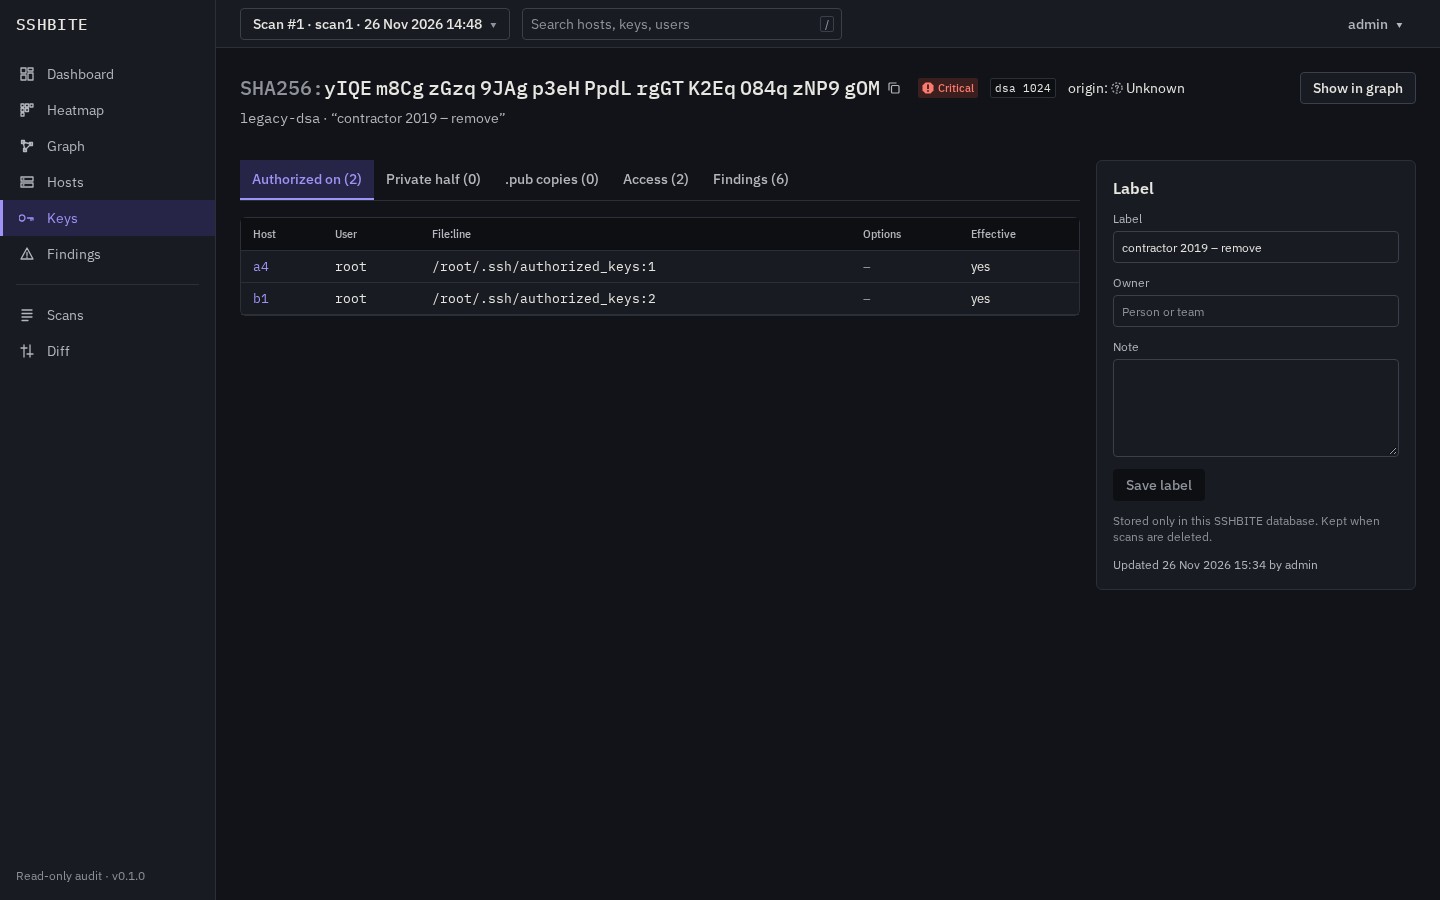 SSHBITE
Scan #1 · scan1 · 26 Nov 2026 14:48 ▾
Search hosts, keys, users /
admin ▾
Dashboard
Heatmap
Graph
Hosts
Keys
Findings
Scans
Diff
Read-only audit · v0.1.0
SHA256:yIQE m8Cg zGzq 9JAg p3eH PpdL rgGT K2Eq O84q zNP9 gOM
Critical
dsa 1024
origin: Unknown
Show in graph
legacy-dsa · “contractor 2019 – remove”
Authorized on (2) Private half (0) .pub copies (0) Access (2) Findings (6)
Host User File:line Options Effective
a4 root /root/.ssh/authorized_keys:1 – yes
b1 root /root/.ssh/authorized_keys:2 – yes
Label
Label
contractor 2019 – remove
Owner
Person or team
Note
Save label
Stored only in this SSHBITE database. Kept when
scans are deleted.
Updated 26 Nov 2026 15:34 by admin